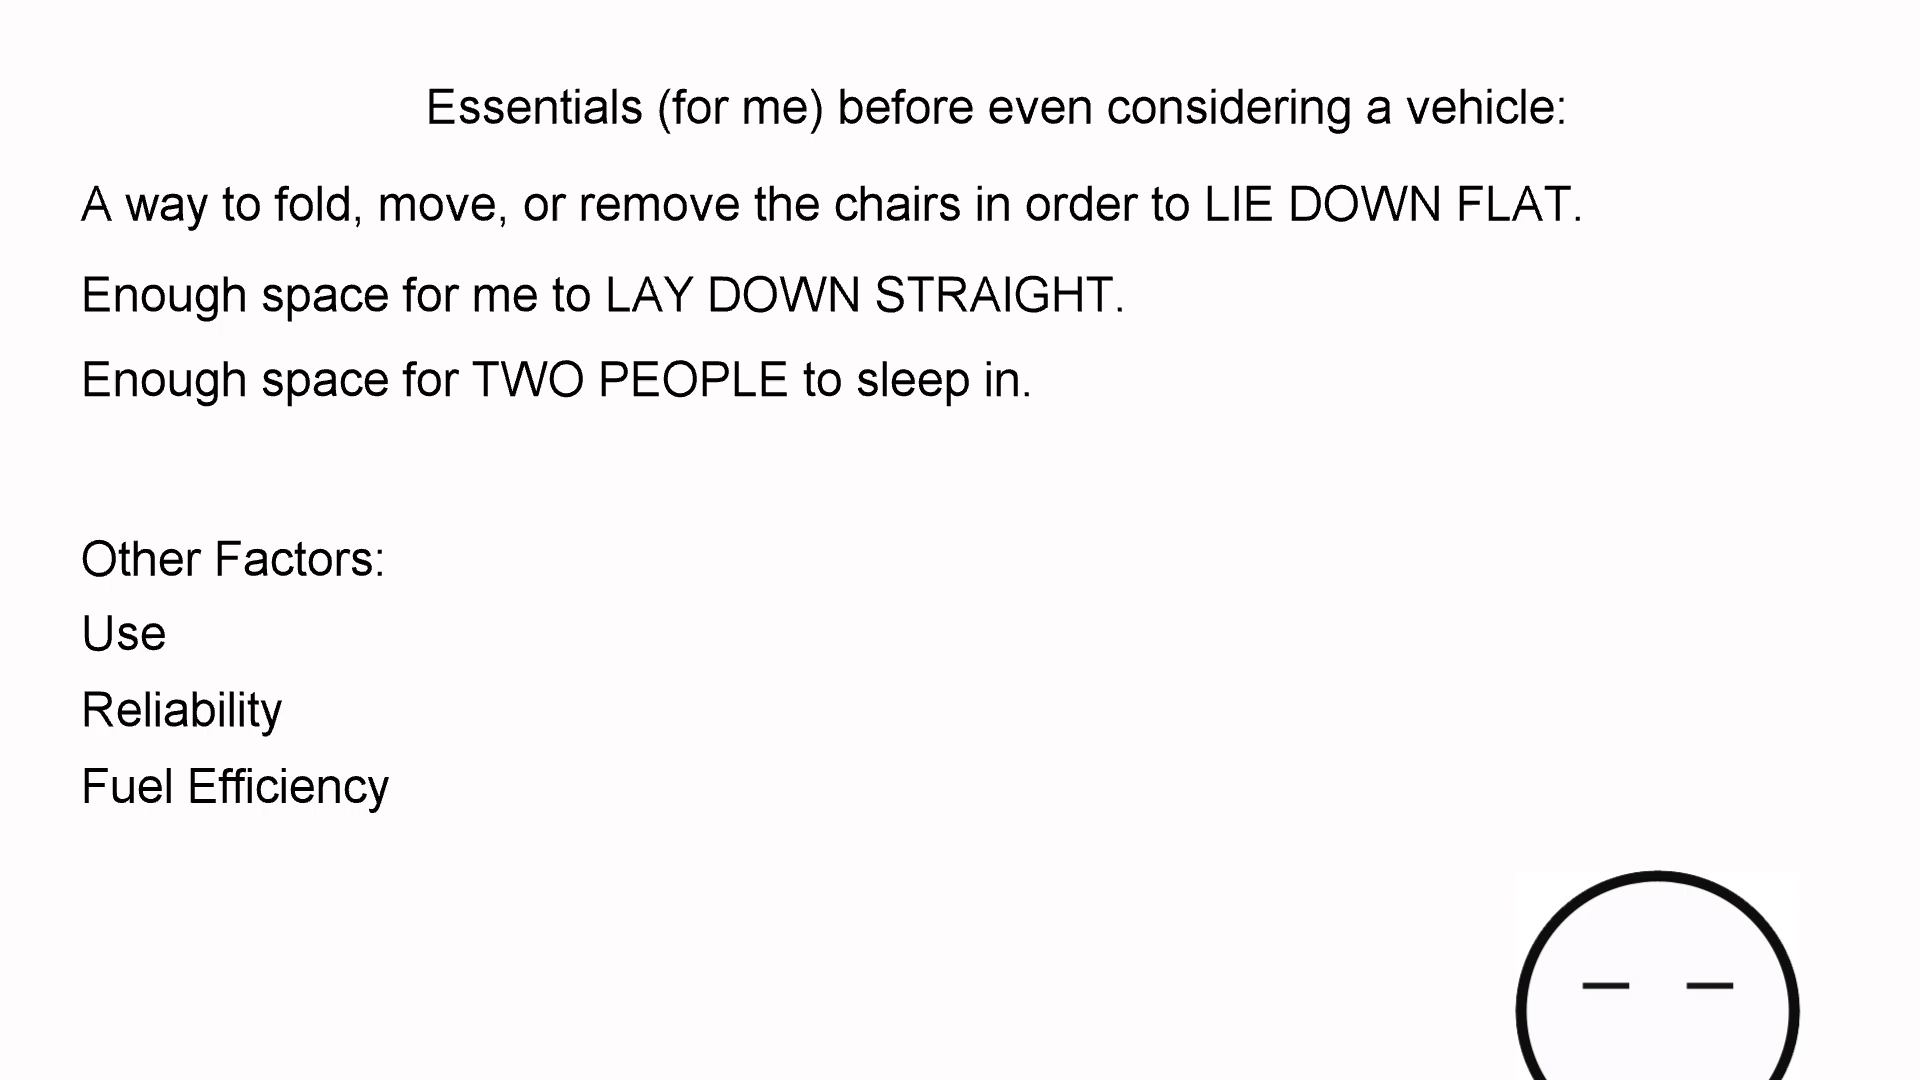 Essentials (for me) before even considering a vehicle:
A way to fold, move, or remove the chairs in order to LIE DOWN FLAT.
Enough space for me to LAY DOWN STRAIGHT.
Enough space for TWO PEOPLE to sleep in.
Other Factors:
Use
Reliability
Fuel Efficiency